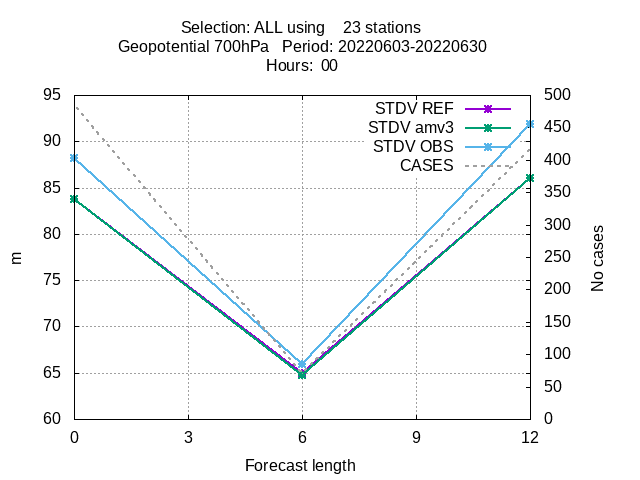 Selection: ALL using    23 stations
Geopotential 700hPa   Period: 20220603-20220630
Hours:  00
95
90
85
80
75
70
65
60
500
450
400
350
300
250
200
150
100
50
0
STDV REF
STDV amv3
STDV OBS
CASES
m
No cases
0
3
6
9
12
Forecast length